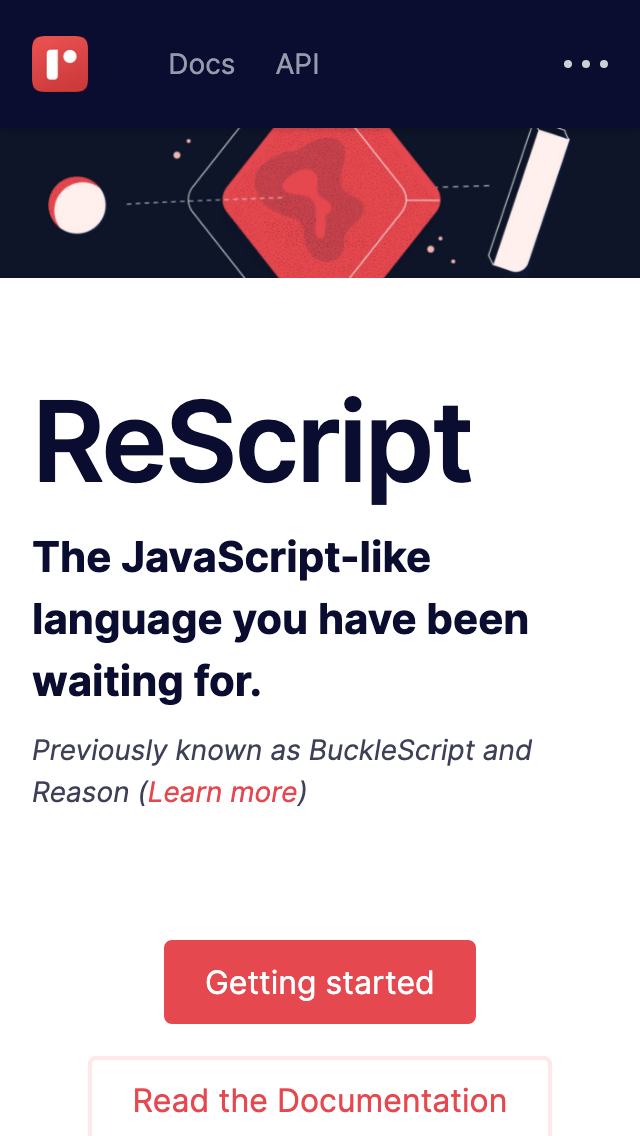 Docs API
ReScript
The JavaScript-like
language you have been
waiting for.
Previously known as BuckleScript and
Reason (Learn more)
Getting started
Read the Documentation